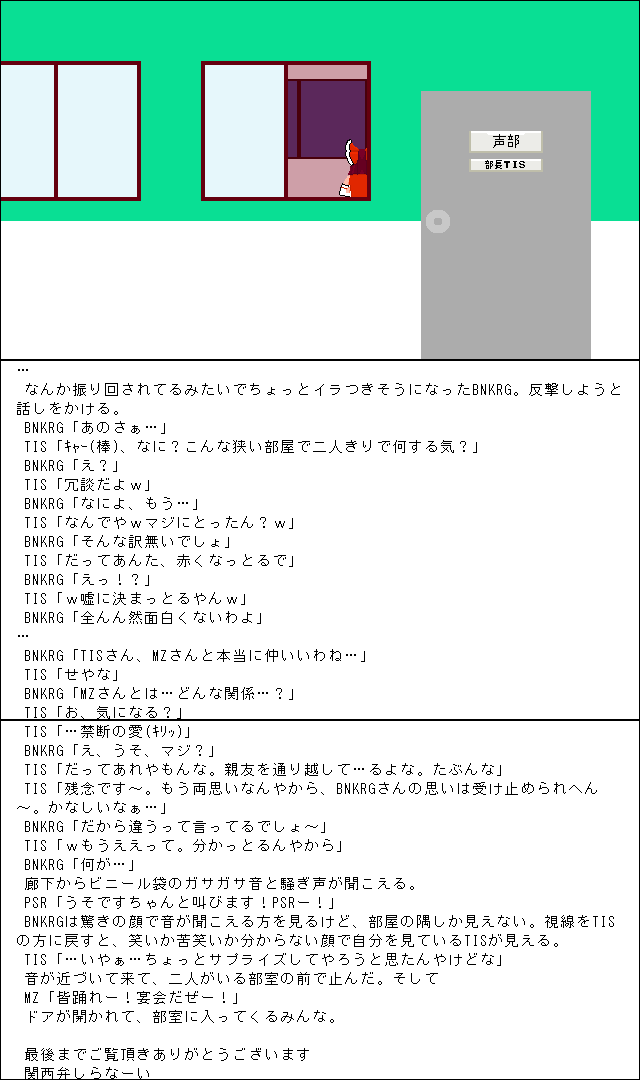 声部
部長TIS
…
なんか振り回されてるみたいでちょっとイラつきそうになったBNKRG。反撃しようと
話しをかける。
BNKRG「あのさぁ…」
TIS「ｷｬｰ(棒)、なに？こんな狭い部屋で二人きりで何する気？」
BNKRG「え？」
TIS「冗談だよｗ」
BNKRG「なによ、もう…」
TIS「なんでやｗマジにとったん？ｗ」
BNKRG「そんな訳無いでしょ」
TIS「だってあんた、赤くなっとるで」
BNKRG「えっ！？」
TIS「ｗ嘘に決まっとるやんｗ」
BNKRG「全んん然面白くないわよ」
…
BNKRG「TISさん、MZさんと本当に仲いいわね…」
TIS「せやな」
BNKRG「MZさんとは…どんな関係…？」
TIS「お、気になる？」
TIS「…禁断の愛(ｷﾘｯ)」
BNKRG「え、うそ、マジ？」
TIS「だってあれやもんな。親友を通り越して…るよな。たぶんな」
TIS「残念です～。もう両思いなんやから、BNKRGさんの思いは受け止められへん
～。かなしいなぁ…」
BNKRG「だから違うって言ってるでしょ～」
TIS「ｗもうええって。分かっとるんやから」
BNKRG「何が…」
廊下からビニール袋のガサガサ音と騒ぎ声が聞こえる。
PSR「うそですちゃんと叫びます！PSRー！」
BNKRGは驚きの顔で音が聞こえる方を見るけど、部屋の隅しか見えない。視線をTIS
の方に戻すと、笑いか苦笑いか分からない顔で自分を見ているTISが見える。
TIS「…いやぁ…ちょっとサプライズしてやろうと思たんやけどな」
音が近づいて来て、二人がいる部室の前で止んだ。そして
MZ「皆踊れー！宴会だぜー！」
ドアが開かれて、部室に入ってくるみんな。
最後までご覧頂きありがとうございます
関西弁しらなーい